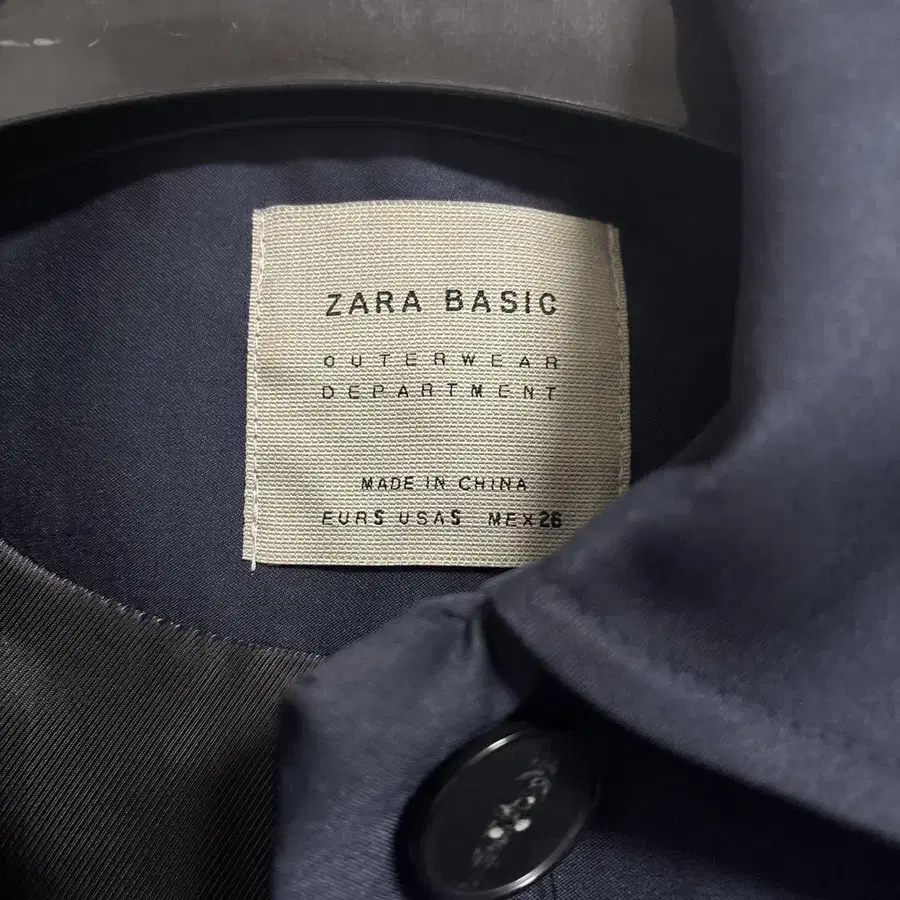 ZARA BASIC
OUTERWEAR
DEPARTMENT
MADE IN CHINA
EUR S USA S MEX 26